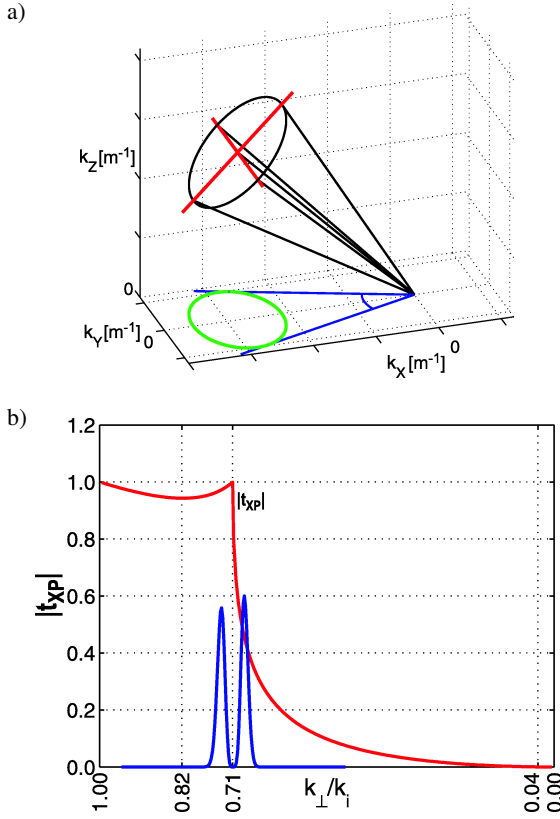 a)
k_Z[m^-1]
0
k_Y[m^-1]
0
k_X[m^-1]
0
b)
1.2
1.0
0.8
0.6
0.4
0.2
0.0
|t_XP|
|t_XP|
1.00
0.82
0.71
0.04
0.00
k_⊥/k_i